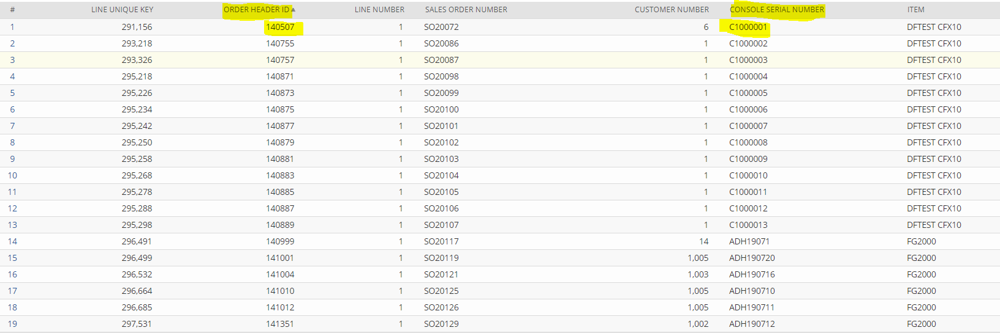 # LINE UNIQUE KEY ORDER HEADER ID▲ LINE NUMBER SALES ORDER NUMBER CUSTOMER NUMBER CONSOLE SERIAL NUMBER ITEM
1 291,156 140507 1 SO20072 6 C1000001 DFTEST CFX10
2 293,218 140755 1 SO20086 1 C1000002 DFTEST CFX10
3 293,326 140757 1 SO20087 1 C1000003 DFTEST CFX10
4 295,218 140871 1 SO20098 1 C1000004 DFTEST CFX10
5 295,226 140873 1 SO20099 1 C1000005 DFTEST CFX10
6 295,234 140875 1 SO20100 1 C1000006 DFTEST CFX10
7 295,242 140877 1 SO20101 1 C1000007 DFTEST CFX10
8 295,250 140879 1 SO20102 1 C1000008 DFTEST CFX10
9 295,258 140881 1 SO20103 1 C1000009 DFTEST CFX10
10 295,268 140883 1 SO20104 1 C1000010 DFTEST CFX10
11 295,278 140885 1 SO20105 1 C1000011 DFTEST CFX10
12 295,288 140887 1 SO20106 1 C1000012 DFTEST CFX10
13 295,298 140889 1 SO20107 1 C1000013 DFTEST CFX10
14 296,491 140999 1 SO20117 14 ADH19071 FG2000
15 296,499 141001 1 SO20119 1,005 ADH190720 FG2000
16 296,532 141004 1 SO20121 1,003 ADH190716 FG2000
17 296,664 141010 1 SO20125 1,005 ADH190710 FG2000
18 296,685 141012 1 SO20126 1,005 ADH190711 FG2000
19 297,531 141351 1 SO20129 1,002 ADH190712 FG2000